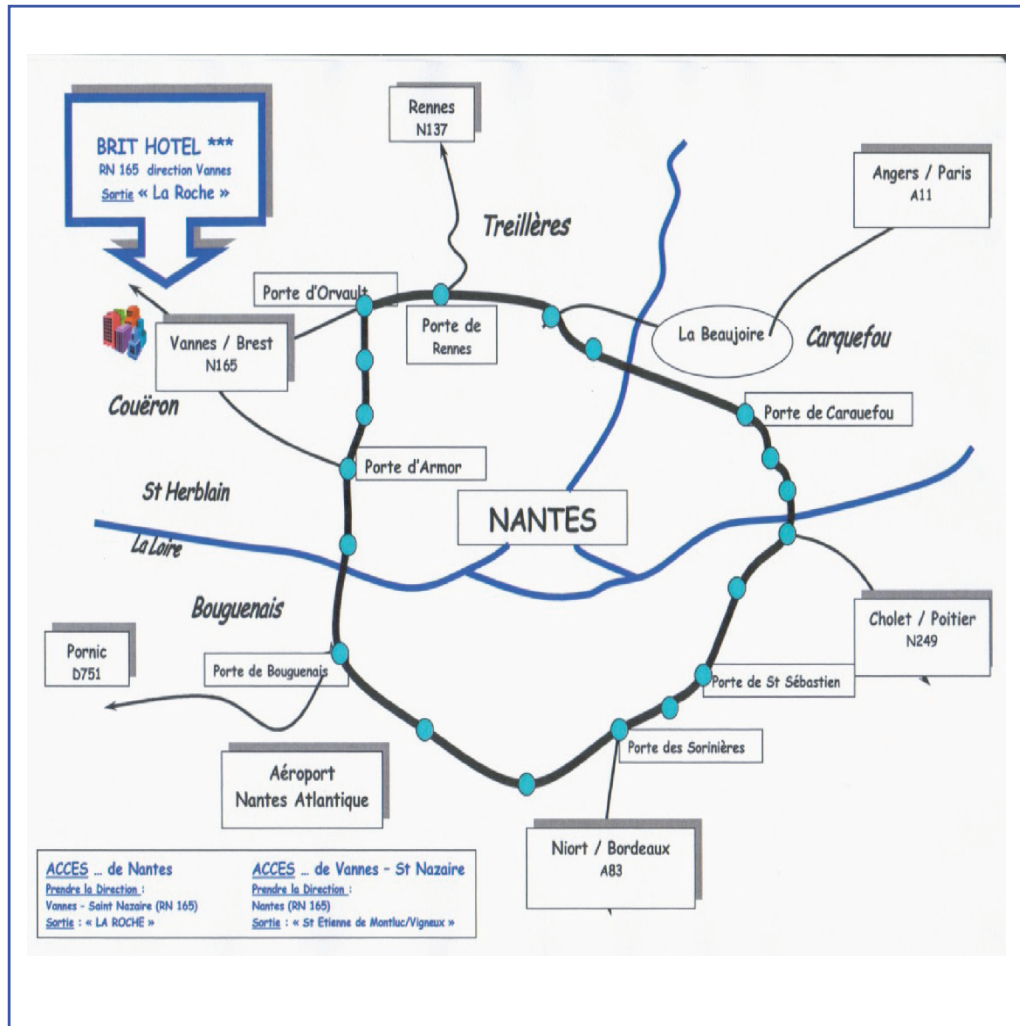 BRIT HOTEL ***
RN 165 direction Vannes
Sortie « La Roche »
Rennes
N137
Angers / Paris
A11
Treillères
Porte d'Orvault
Porte de
Rennes
La Beaujoire
Carquefou
Vannes / Brest
N165
Couëron
Porte de Carquefou
Porte d'Armor
St Herblain
NANTES
La Loire
Bouguenais
Cholet / Poitier
N249
Pornic
D751
Porte de Bouguenais
Porte de St Sébastien
Porte des Sorinières
Aéroport
Nantes Atlantique
Niort / Bordeaux
A83
ACCES ... de Nantes
Prendre la Direction :
Vannes - Saint Nazaire (RN 165)
Sortie : « LA ROCHE »
ACCES ... de Vannes - St Nazaire
Prendre la Direction :
Nantes (RN 165)
Sortie : « St Etienne de Montluc/Vigneux »